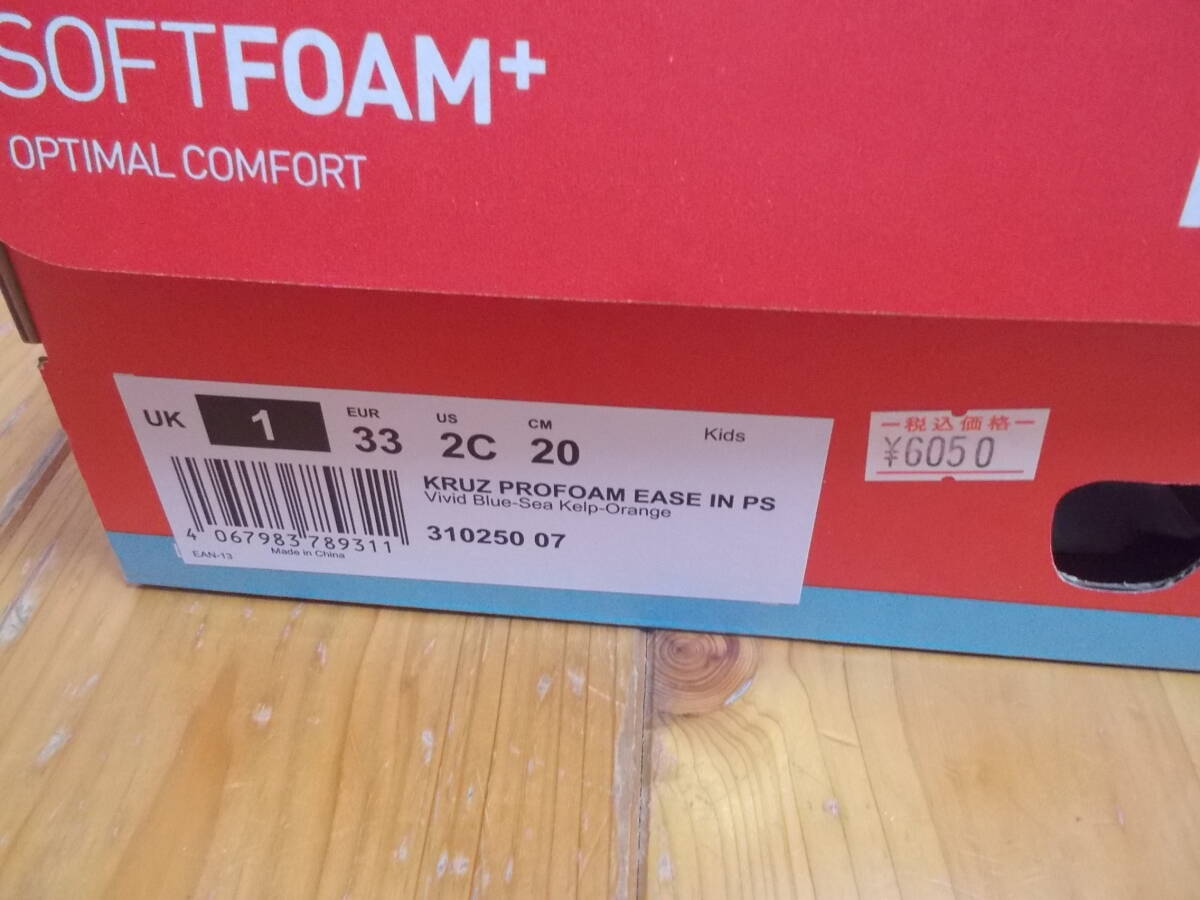 SOFTFOAM+
OPTIMAL COMFORT
UK 1 EUR 33 US 2C CM 20 Kids
KRUZ PROFOAM EASE IN PS
Vivid Blue-Sea Kelp-Orange
310250 07
4 067983 789311
EAN-13 Made in China
税込価格
¥6050